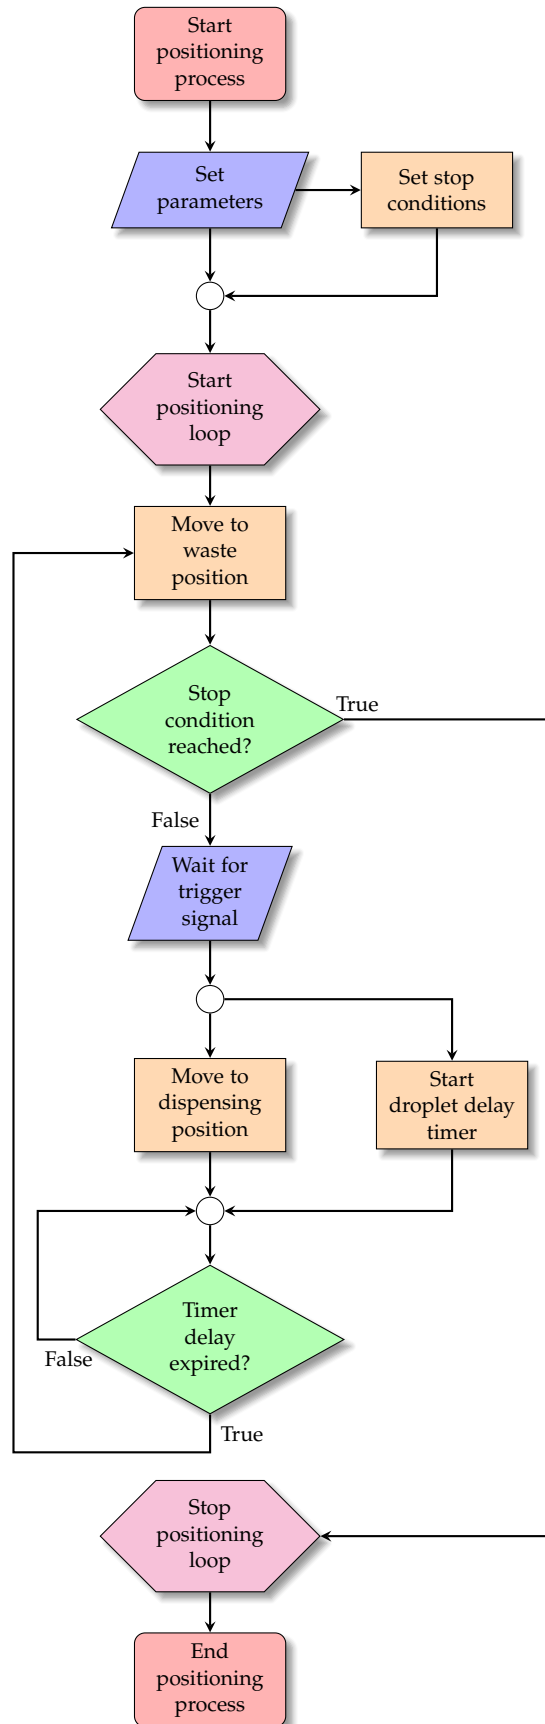 Start
positioning
process
Set
parameters
Set stop
conditions
Start
positioning
loop
Move to
waste
position
Stop
condition
reached?
True
False
Wait for
trigger
signal
Move to
dispensing
position
Start
droplet delay
timer
Timer
delay
expired?
False
True
Stop
positioning
loop
End
positioning
process